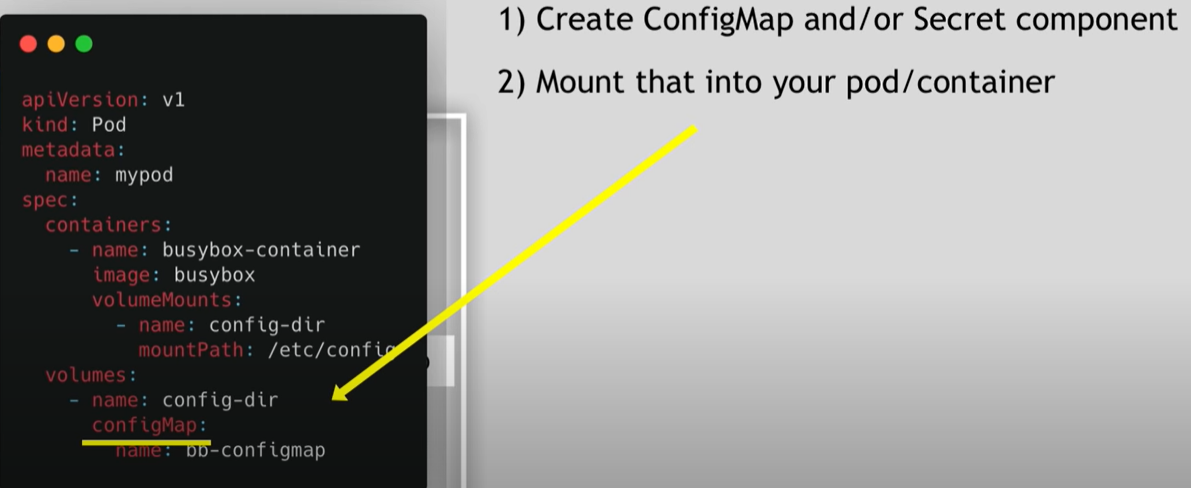 1) Create ConfigMap and/or Secret component
2) Mount that into your pod/container
apiVersion: v1
kind: Pod
metadata:
  name: mypod
spec:
  containers:
    - name: busybox-container
      image: busybox
      volumeMounts:
        - name: config-dir
          mountPath: /etc/config
  volumes:
    - name: config-dir
      configMap:
        name: bb-configmap